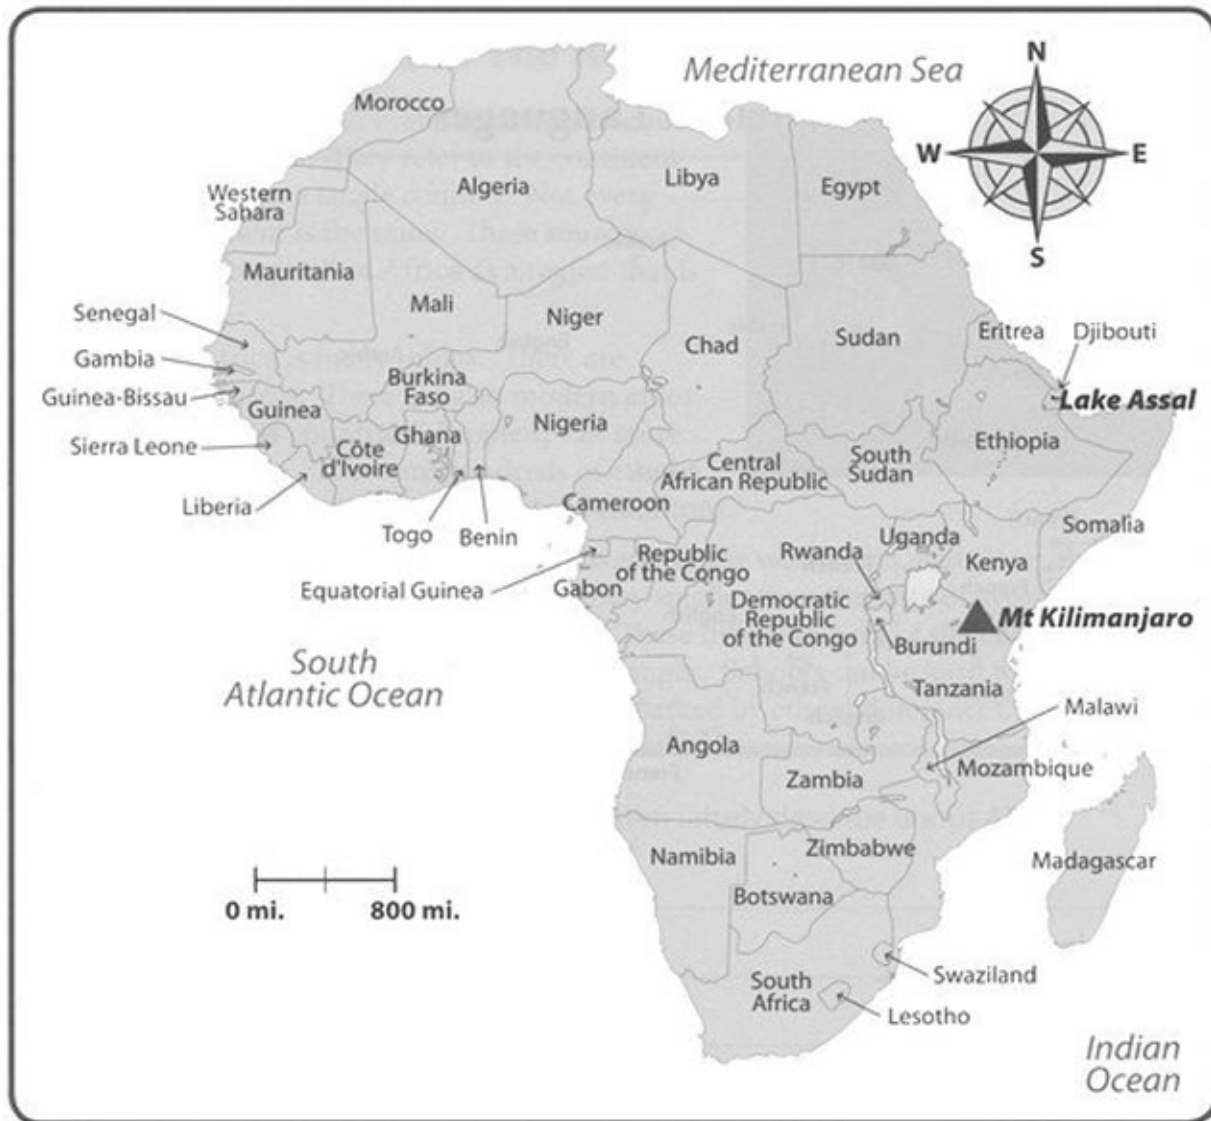 N
Mediterranean Sea
W
E
S
Morocco
Algeria
Libya
Egypt
Western
Sahara
Mauritania
Mali
Niger
Chad
Sudan
Eritrea
Djibouti
Senegal
Gambia
Guinea-Bissau
Burkina
Faso
Lake Assal
Guinea
Nigeria
Ghana
Ethiopia
Sierra Leone
Côte
d'Ivoire
Central
African Republic
South
Sudan
Liberia
Cameroon
Togo
Benin
Somalia
Uganda
Rwanda
Kenya
Republic
of the Congo
Equatorial Guinea
Gabon
Democratic
Republic
of the Congo
Mt Kilimanjaro
Burundi
South
Atlantic Ocean
Tanzania
Malawi
Angola
Mozambique
Zambia
Zimbabwe
Namibia
Madagascar
Botswana
0 mi.
800 mi.
Swaziland
South
Africa
Lesotho
Indian
Ocean